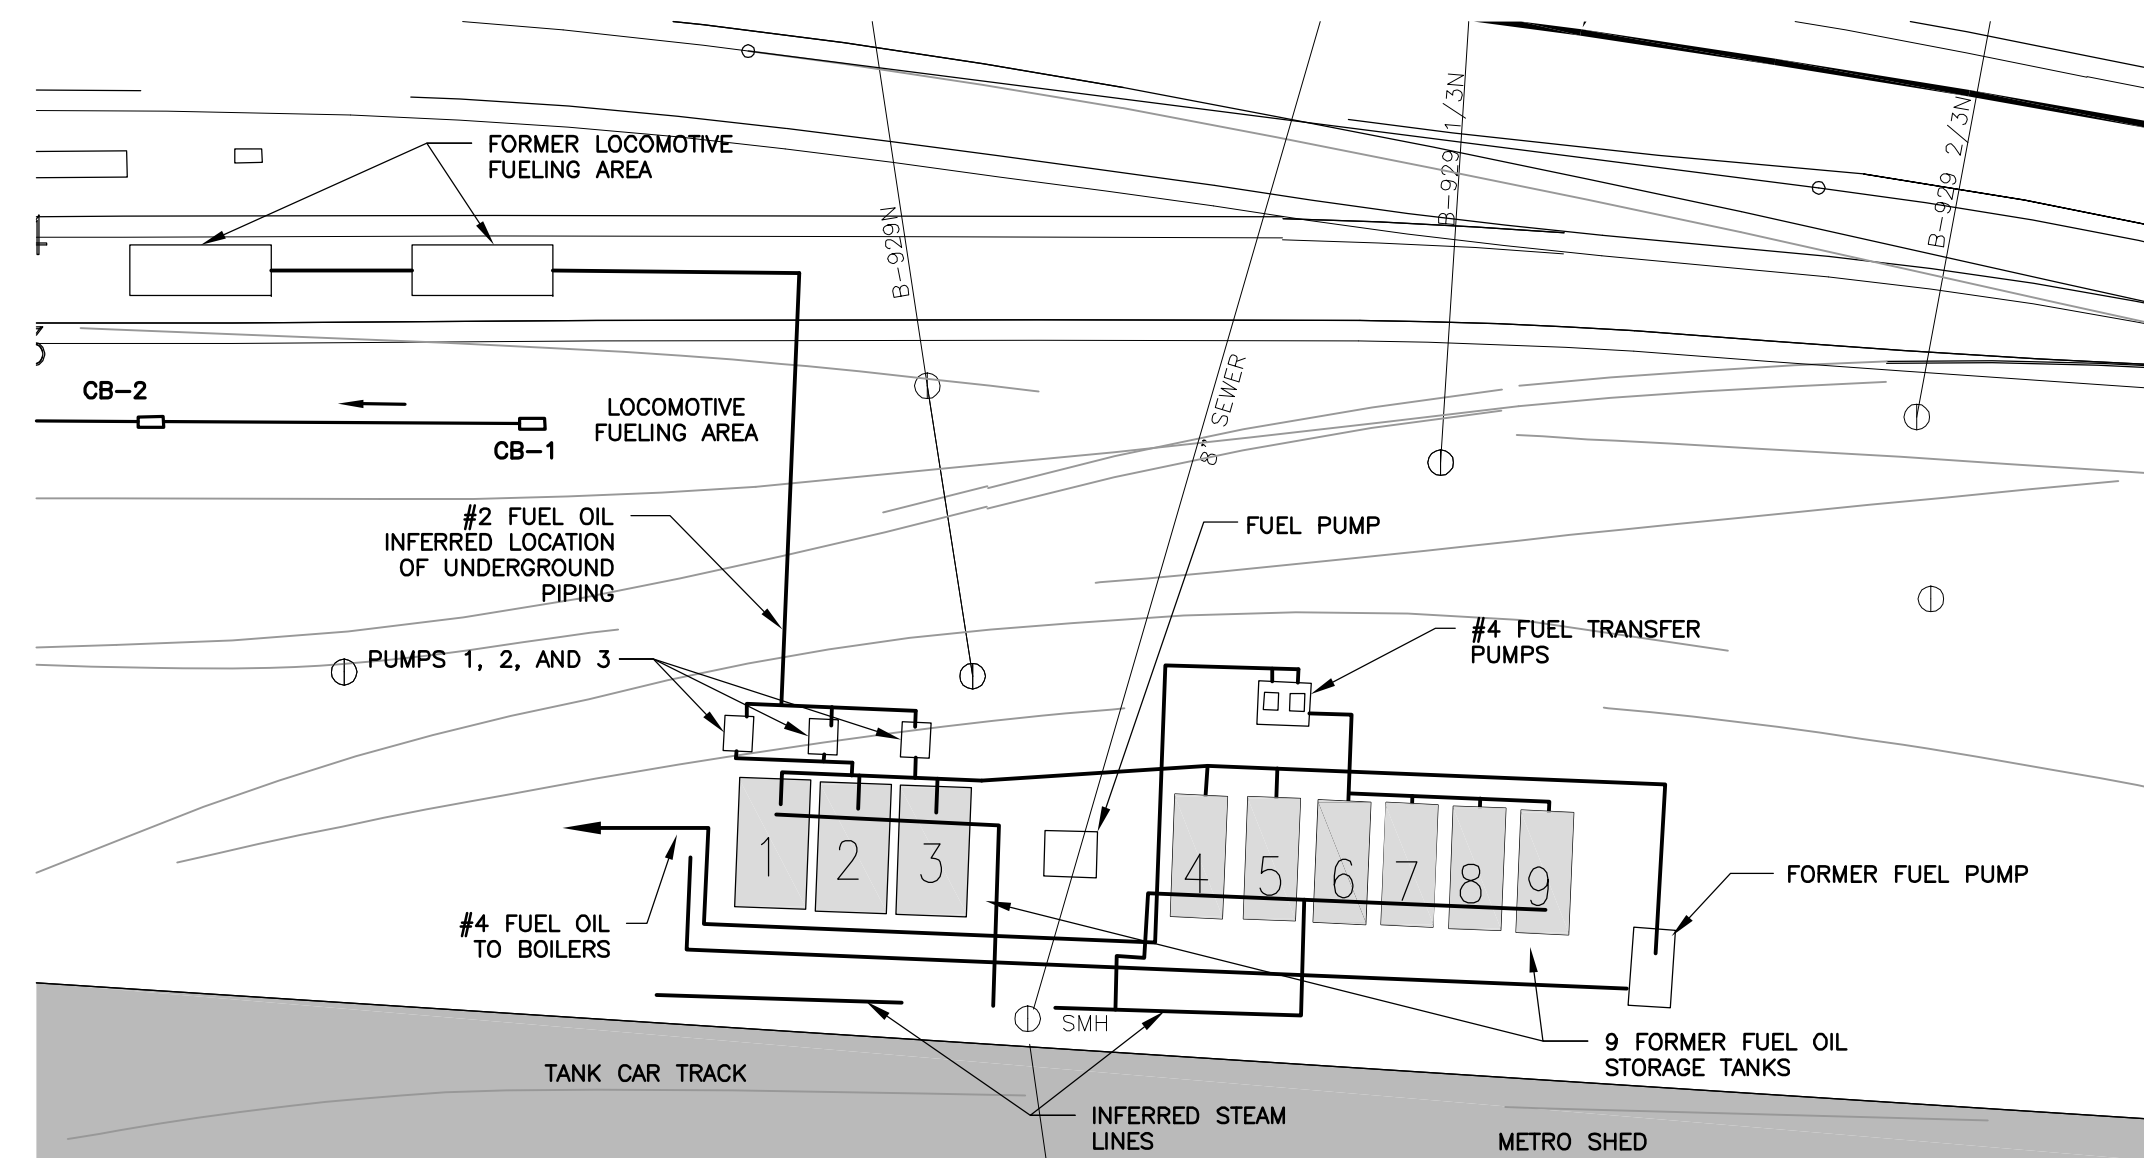 B-929 1/3N
B-929 2/3N
FORMER LOCOMOTIVE
FUELING AREA
B-929N
CB-2
LOCOMOTIVE
FUELING AREA
CB-1
8" SEWER
#2 FUEL OIL
INFERRED LOCATION
OF UNDERGROUND
PIPING
FUEL PUMP
#4 FUEL TRANSFER
PUMPS
PUMPS 1, 2, AND 3
1
2
3
4
5
6
7
8
9
FORMER FUEL PUMP
#4 FUEL OIL
TO BOILERS
SMH
9 FORMER FUEL OIL
STORAGE TANKS
TANK CAR TRACK
INFERRED STEAM
LINES
METRO SHED